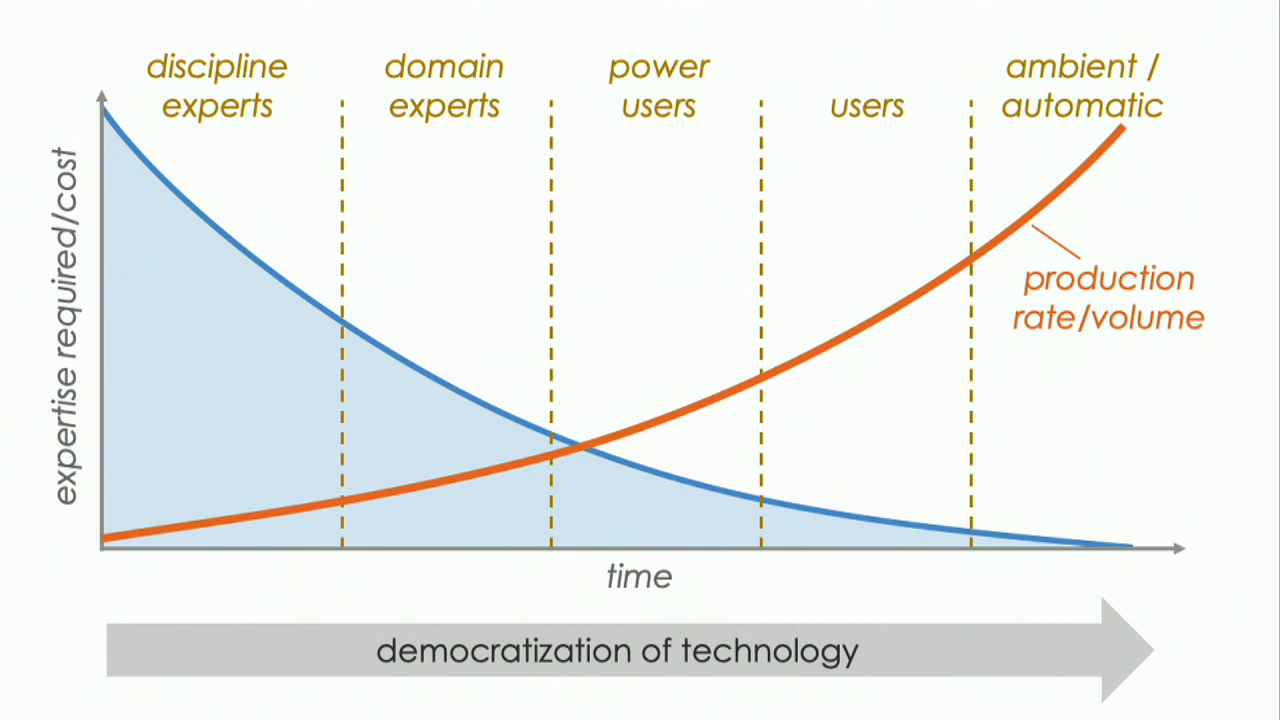 discipline
experts
domain
experts
power
users
users
ambient /
automatic
expertise required/cost
production
rate/volume
time
democratization of technology